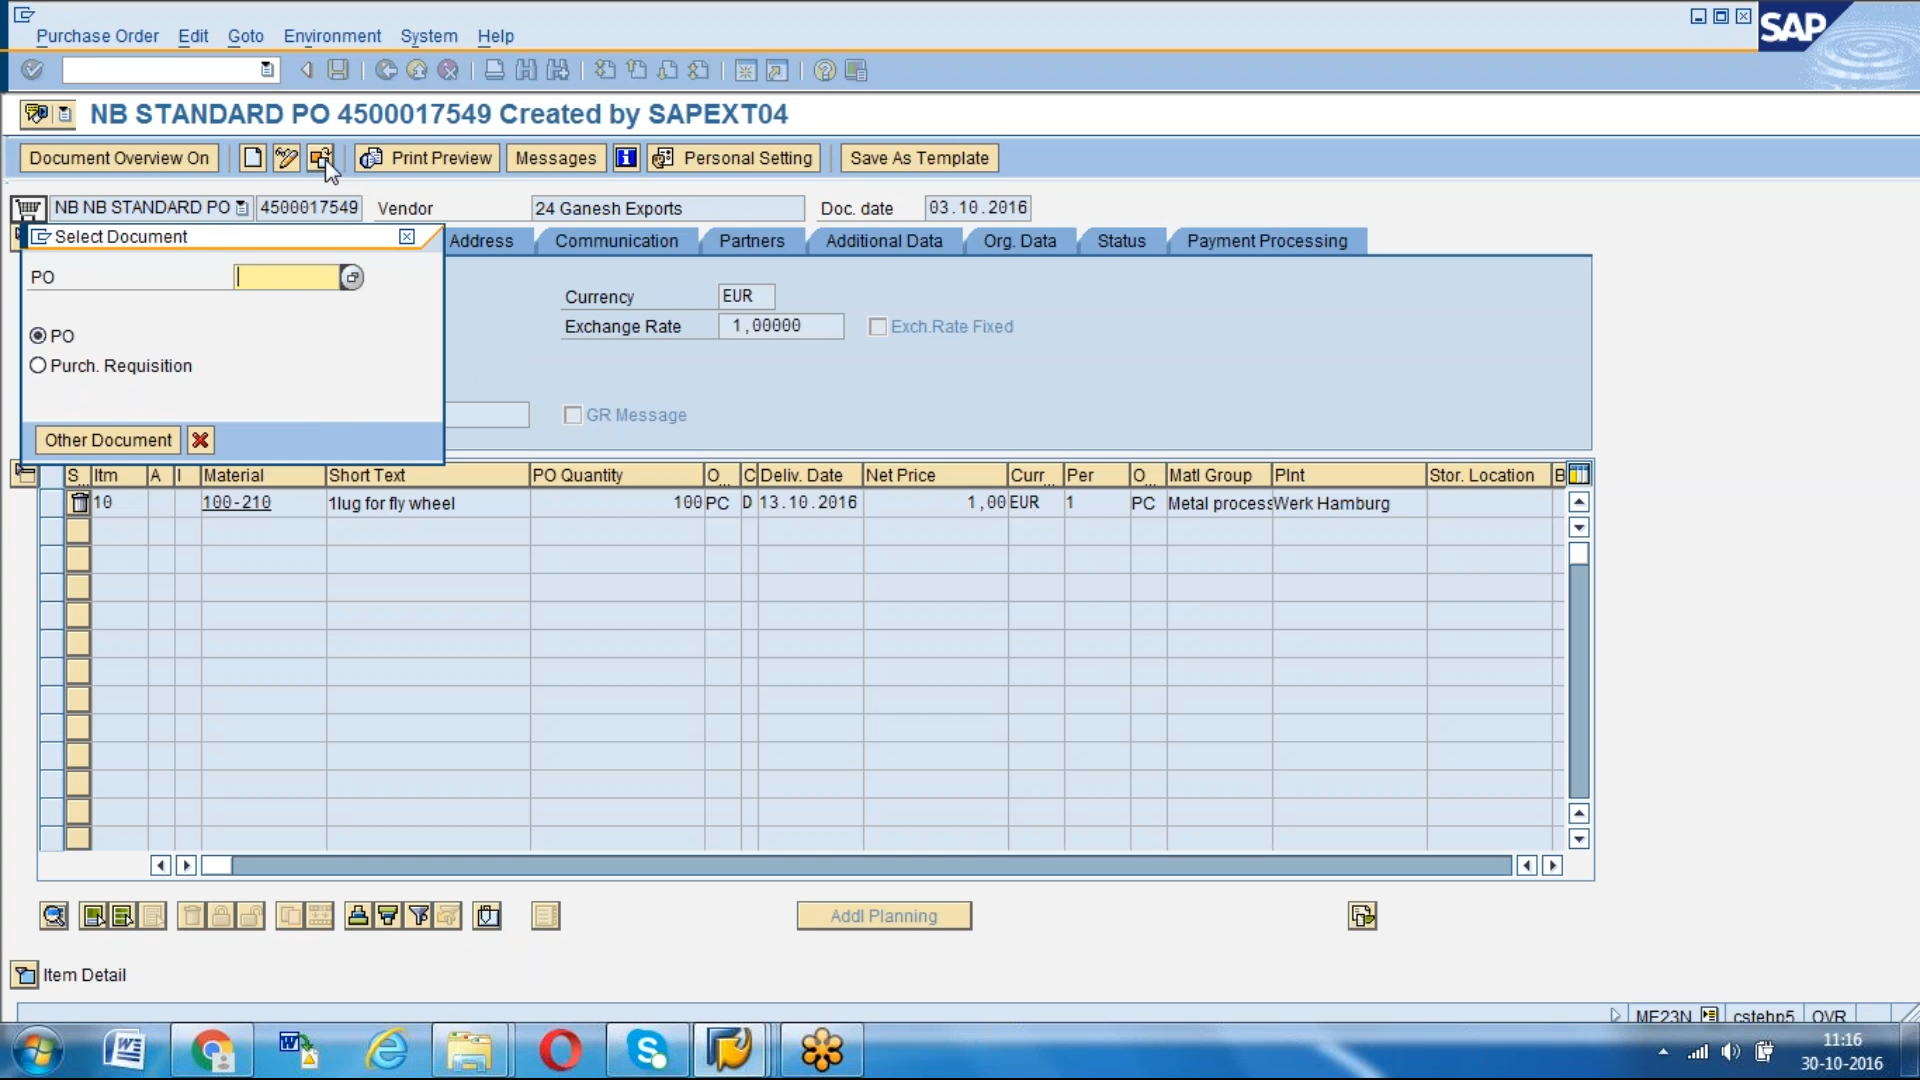 Purchase Order Edit Goto Environment System Help
SAP
NB STANDARD PO 4500017549 Created by SAPEXT04
Document Overview On Print Preview Messages Personal Setting Save As Template
NB NB STANDARD PO 4500017549 Vendor 24 Ganesh Exports Doc. date 03.10.2016
Select Document
Address Communication Partners Additional Data Org. Data Status Payment Processing
PO
Currency EUR
Exchange Rate 1,00000 Exch.Rate Fixed
PO
Purch. Requisition
GR Message
Other Document
S.. Itm A I Material Short Text PO Quantity O... C Deliv. Date Net Price Curr... Per O... Matl Group Plnt Stor. Location B
10 100-210 1lug for fly wheel 100 PC D 13.10.2016 1,00 EUR 1 PC Metal process Werk Hamburg
Addl Planning
Item Detail
ME23N cstehp5 OVR
11:16
30-10-2016